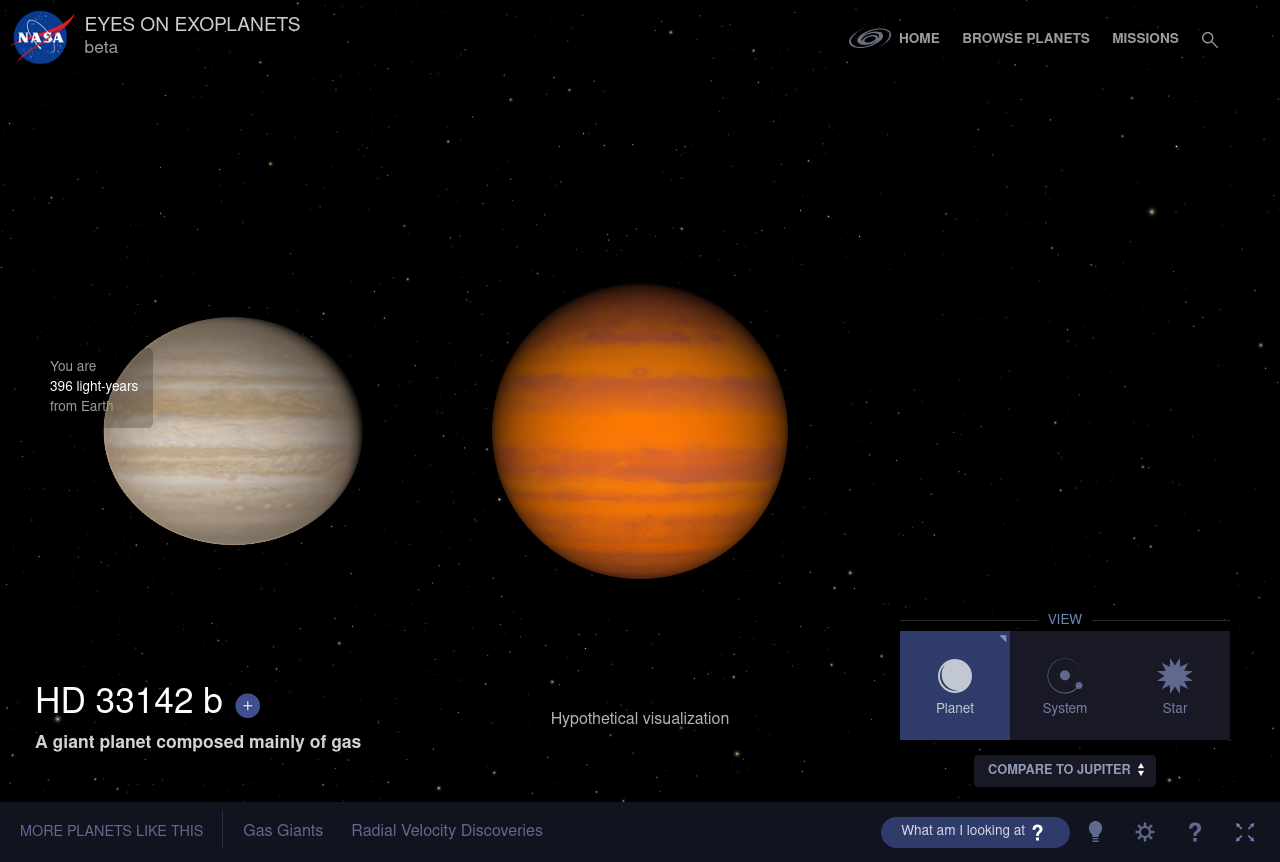 NASA
EYES ON EXOPLANETS
beta
HOME
BROWSE PLANETS
MISSIONS
You are
396 light-years
from Earth
HD 33142 b +
A giant planet composed mainly of gas
Hypothetical visualization
VIEW
Planet
System
Star
COMPARE TO JUPITER
MORE PLANETS LIKE THIS
Gas Giants
Radial Velocity Discoveries
What am I looking at ?
?